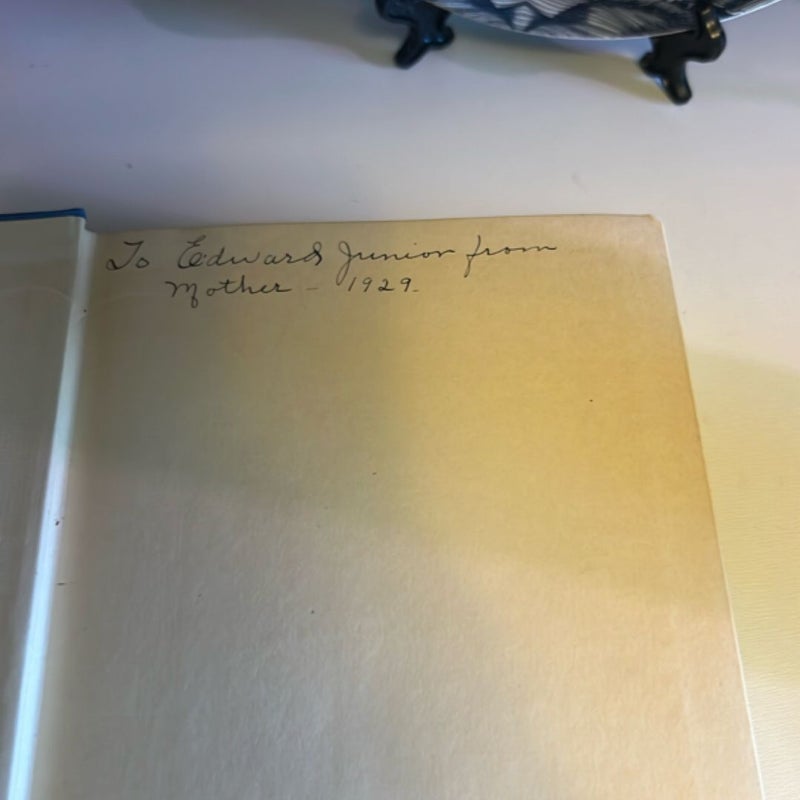 To Edward Junior from
Mother - 1929.